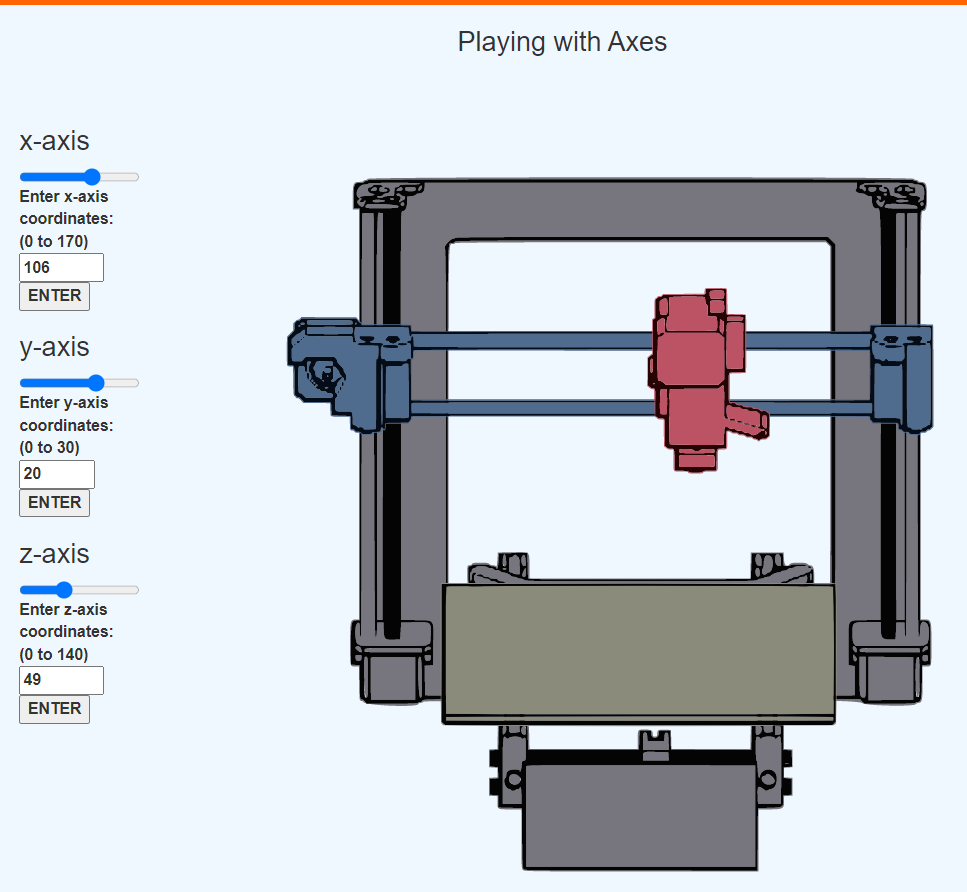 Playing with Axes
x-axis
Enter x-axis
coordinates:
(0 to 170)
106
ENTER
y-axis
Enter y-axis
coordinates:
(0 to 30)
20
ENTER
z-axis
Enter z-axis
coordinates:
(0 to 140)
49
ENTER